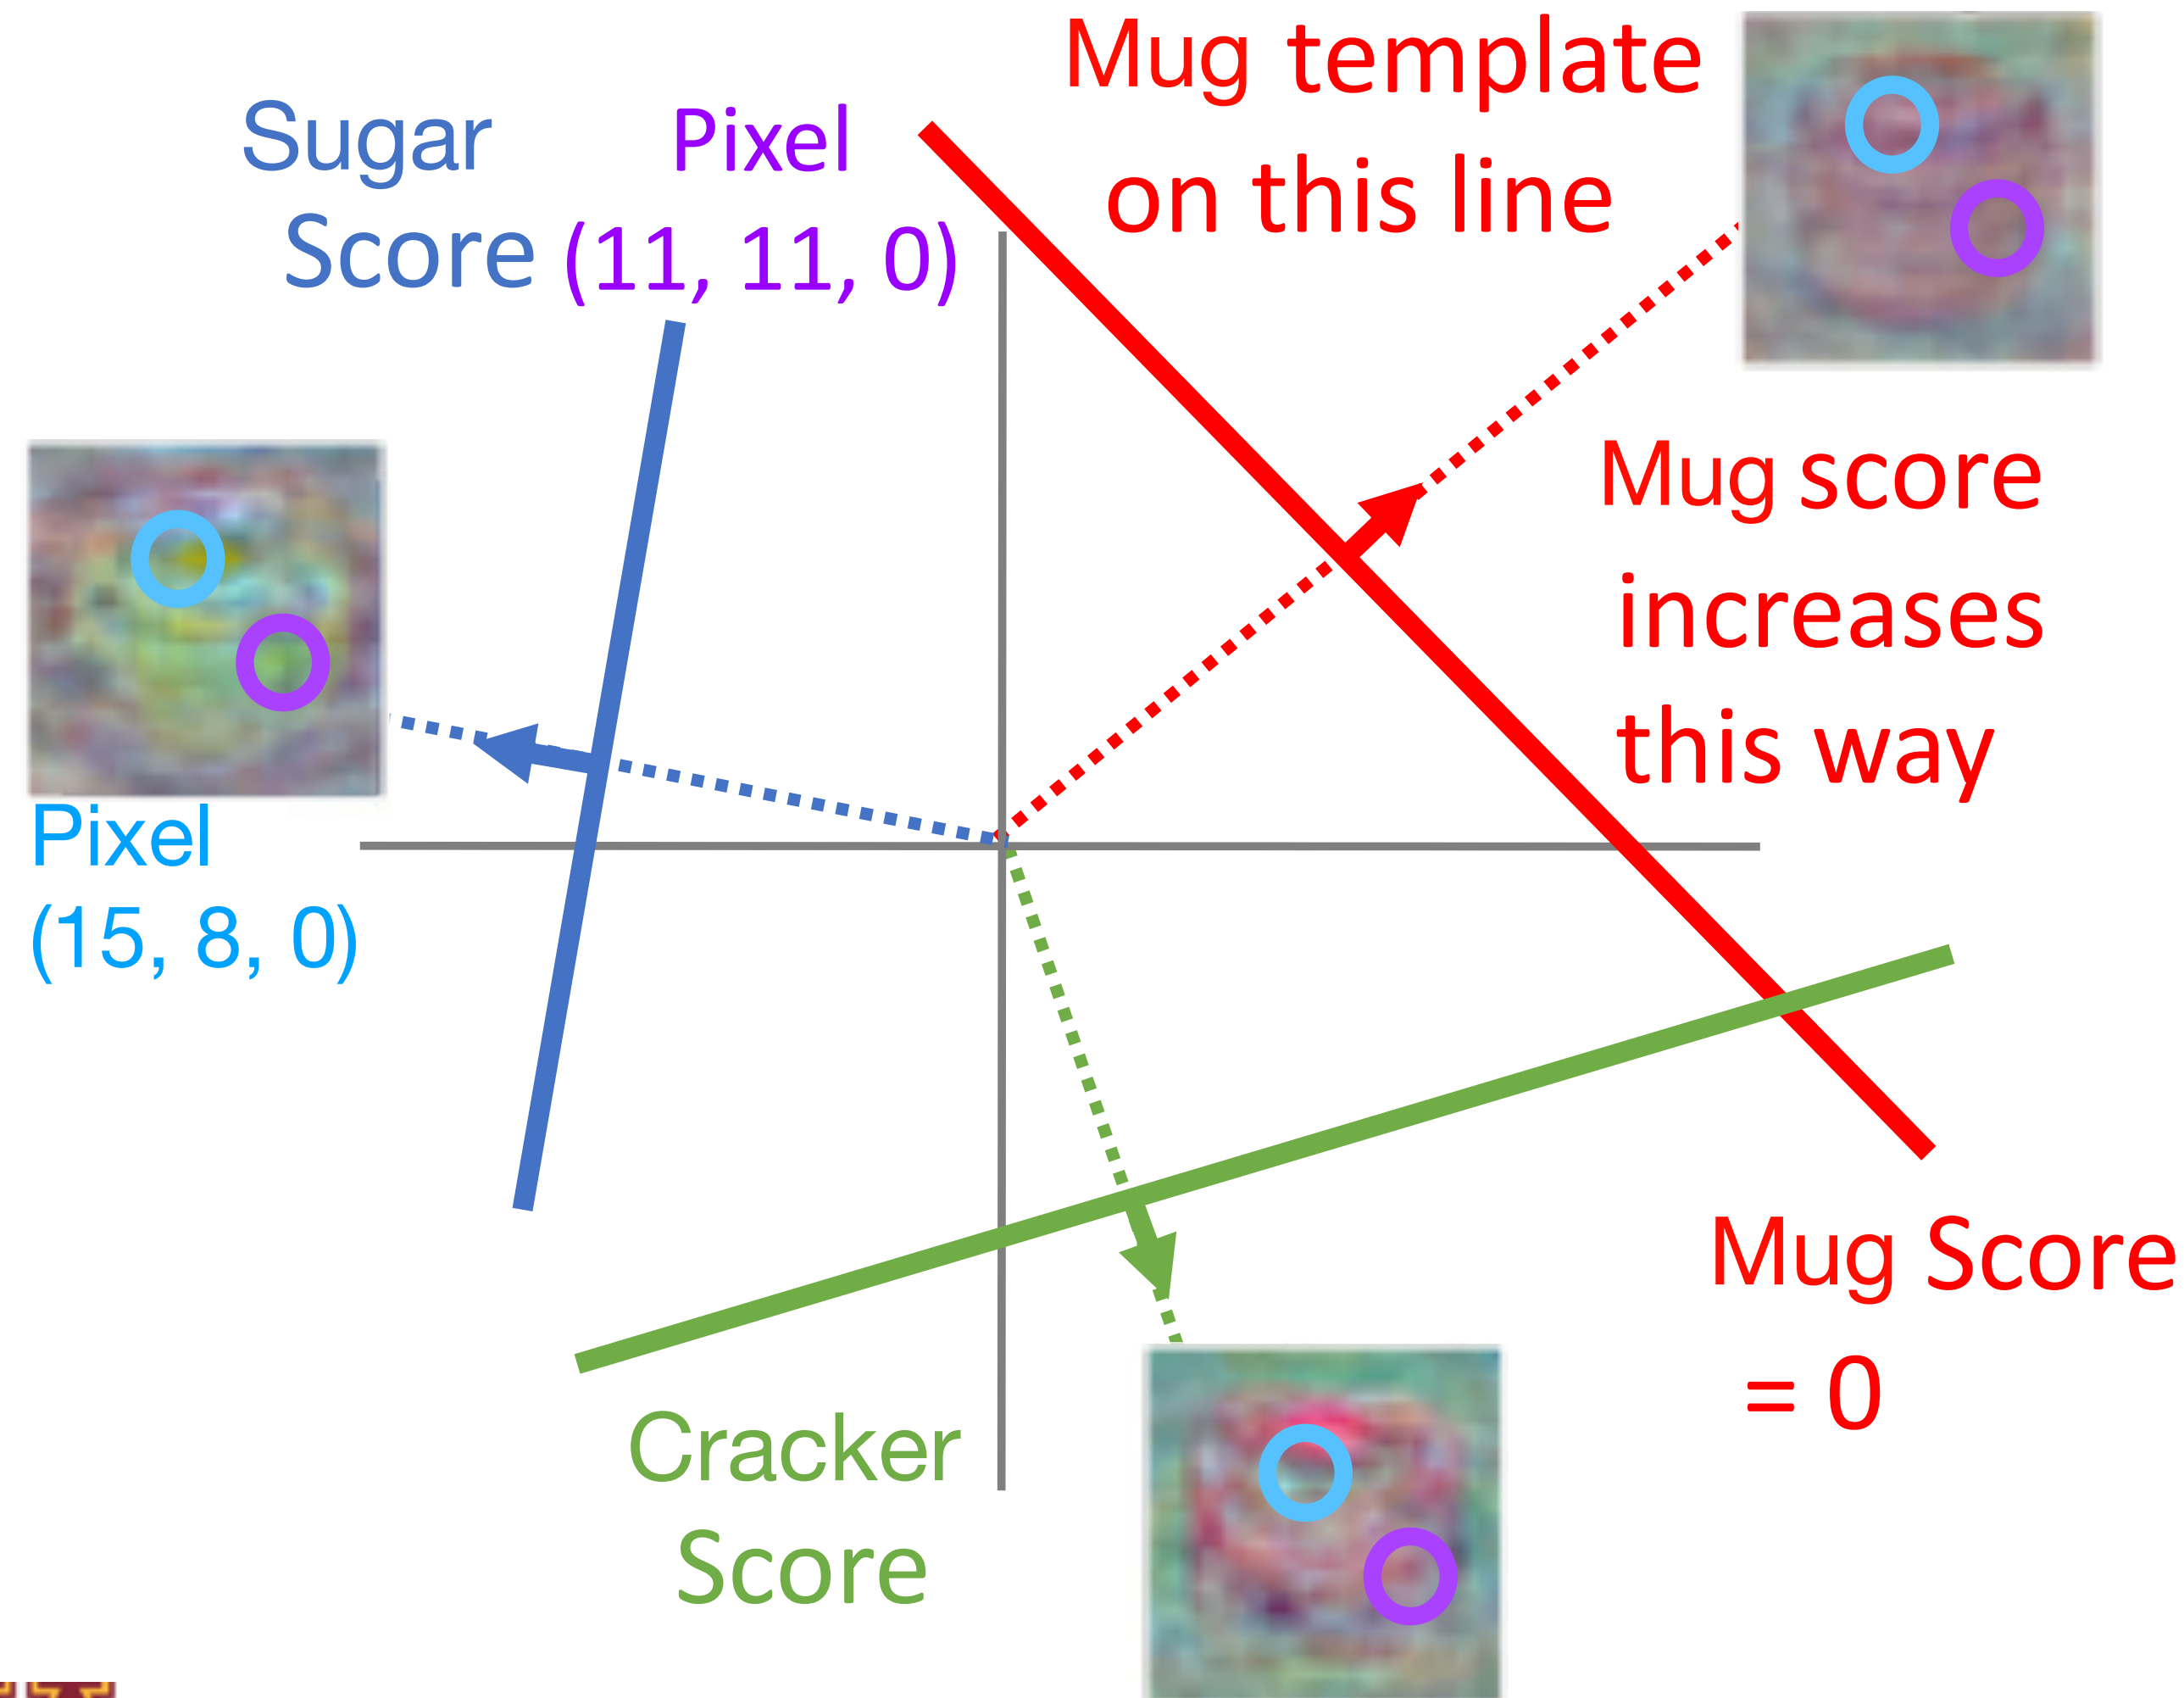 Mug template
on this line
Sugar
Score
Pixel
(11, 11, 0)
Mug score
increases
this way
Pixel
(15, 8, 0)
Mug Score
= 0
Cracker
Score